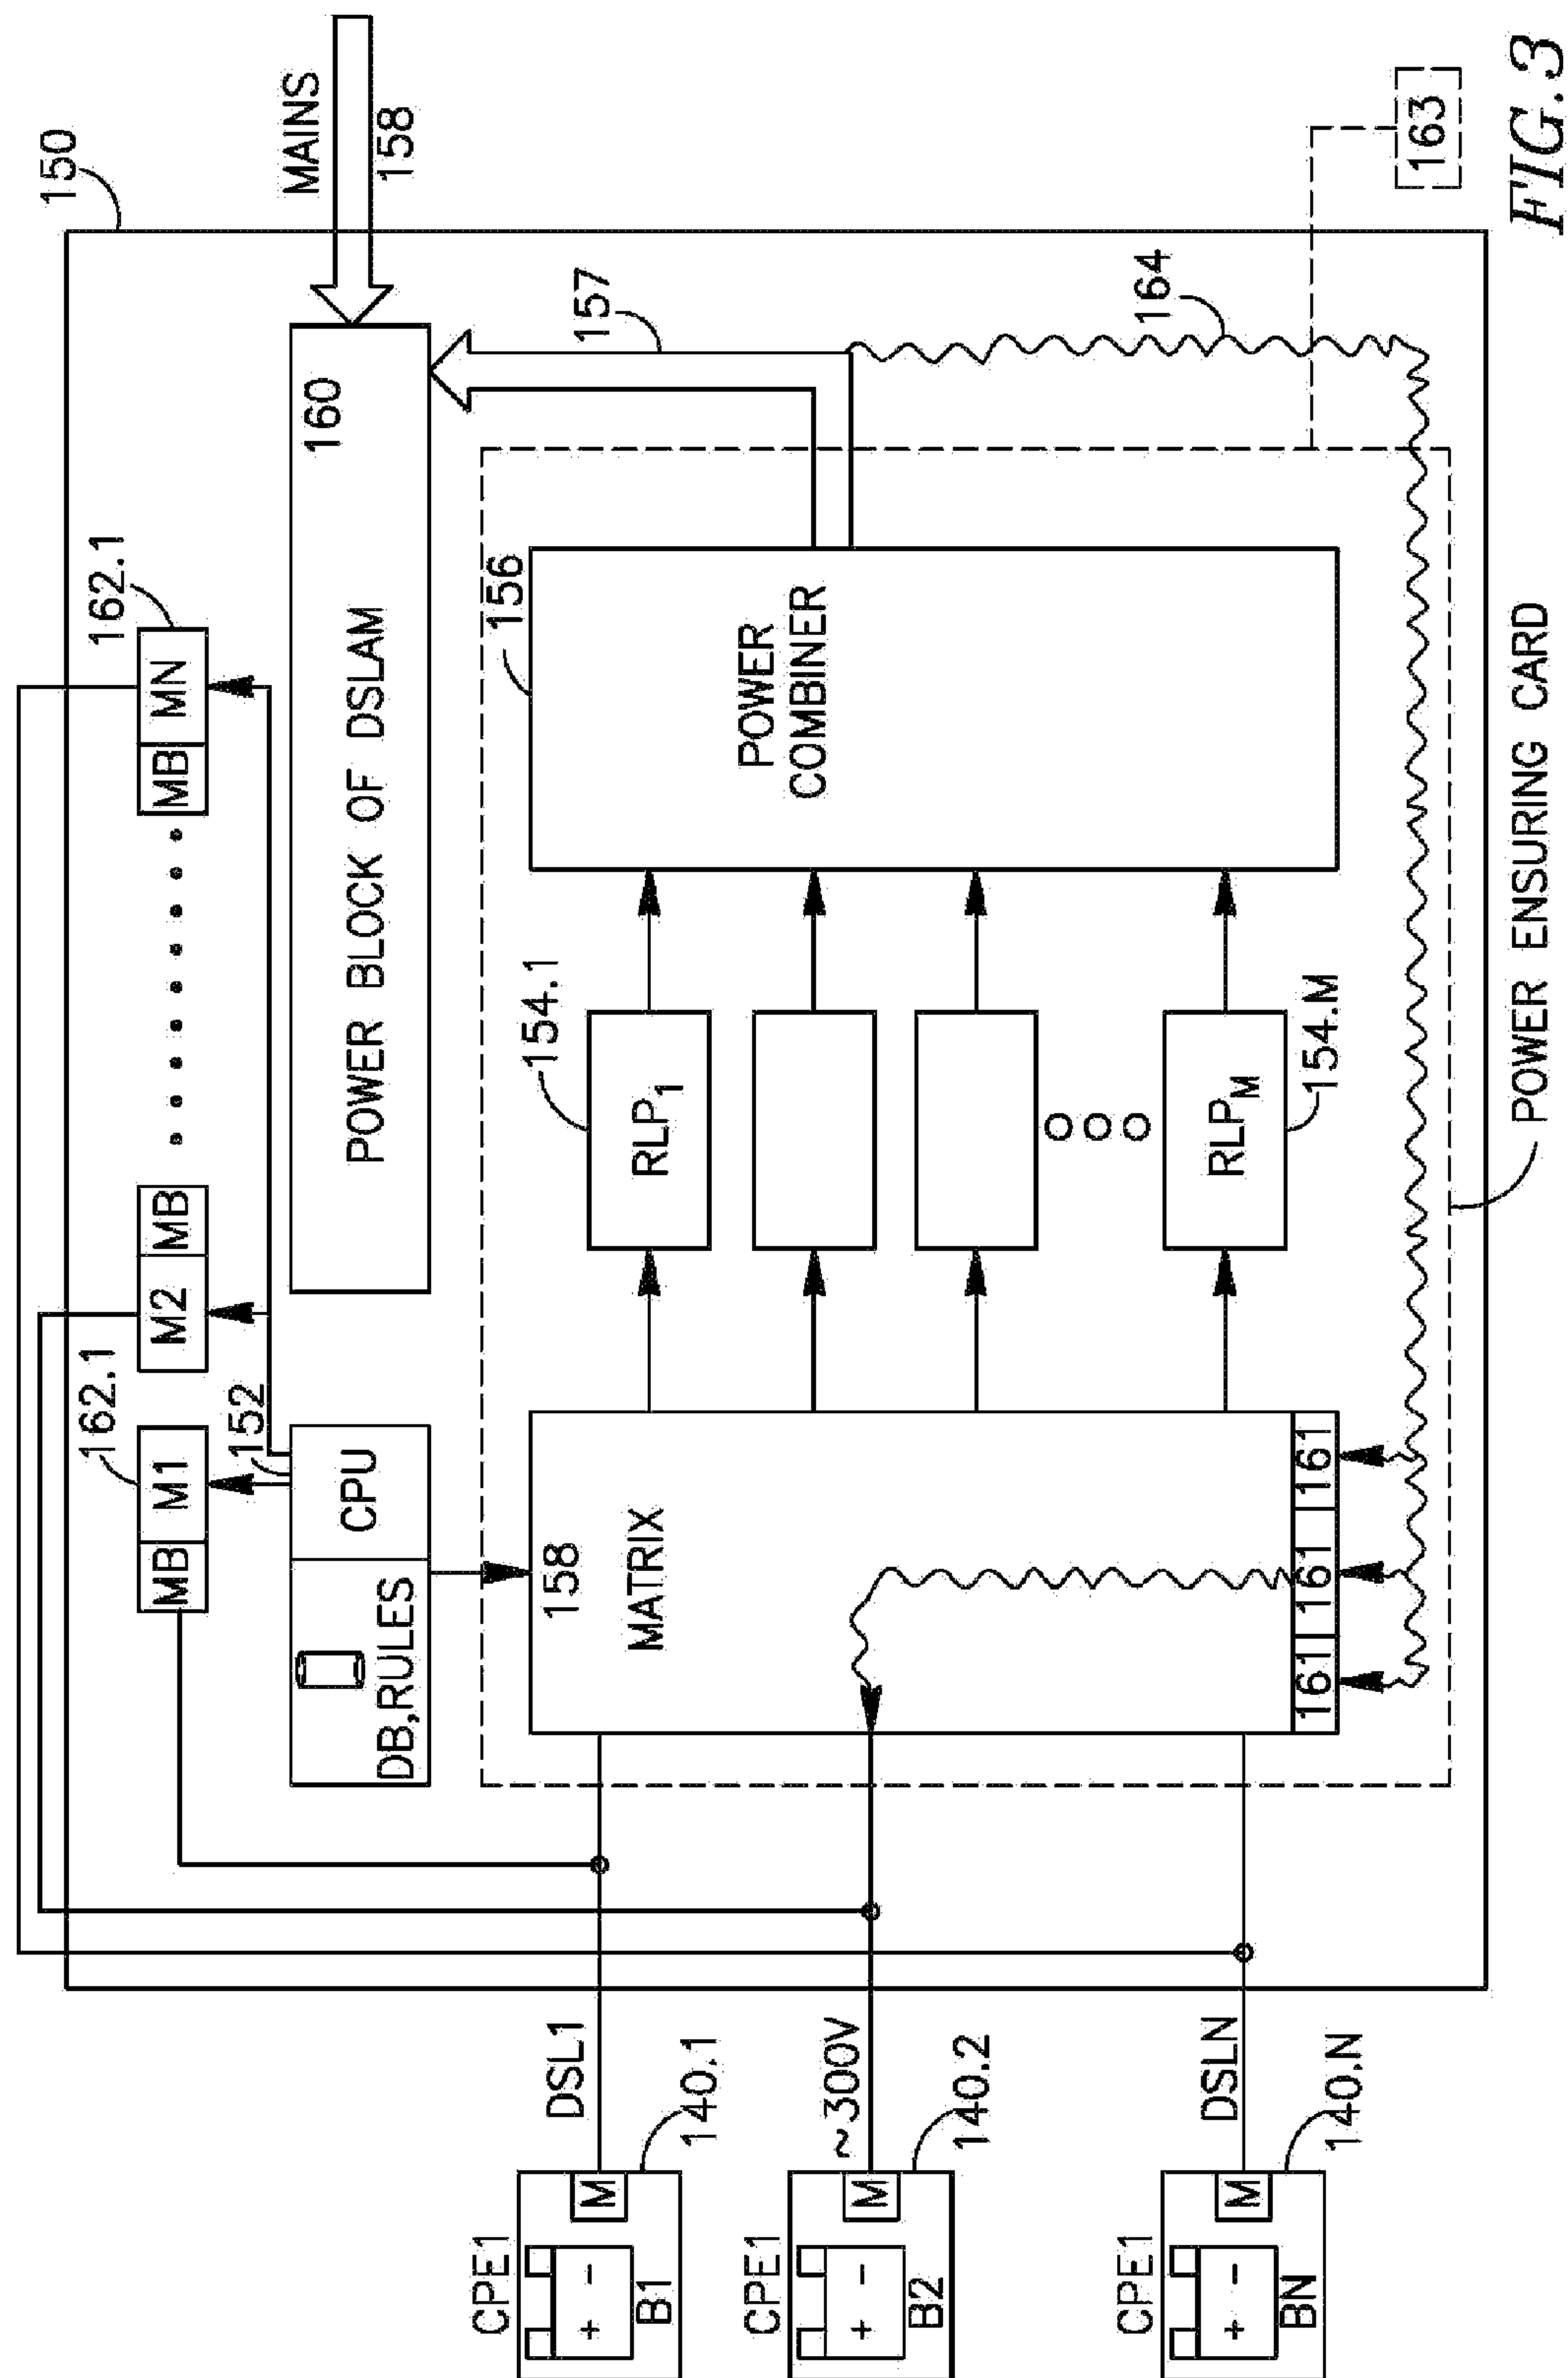 150
MAINS
158
162.1
M1
MB
M2
MB
MB
MN
162.1
152
CPU
DB,RULES
160
POWER BLOCK OF DSLAM
157
158
MATRIX
161
161
161
154.1
RLP1
RLPM
154.M
156
POWER
COMBINER
164
163
DSL1
~300V
DSLN
CPE1
M
+ -
B1
140.1
CPE1
M
+ -
B2
140.2
CPE1
M
+ -
BN
140.N
POWER ENSURING CARD
FIG.3